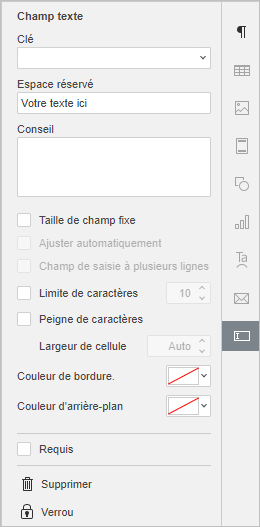 Champ texte
Clé
Espace réservé
Votre texte ici
Conseil
Taille de champ fixe
Ajuster automatiquement
Champ de saisie à plusieurs lignes
Limite de caractères 10
Peigne de caractères
Largeur de cellule Auto
Couleur de bordure.
Couleur d'arrière-plan
Requis
Supprimer
Verrou
Ta